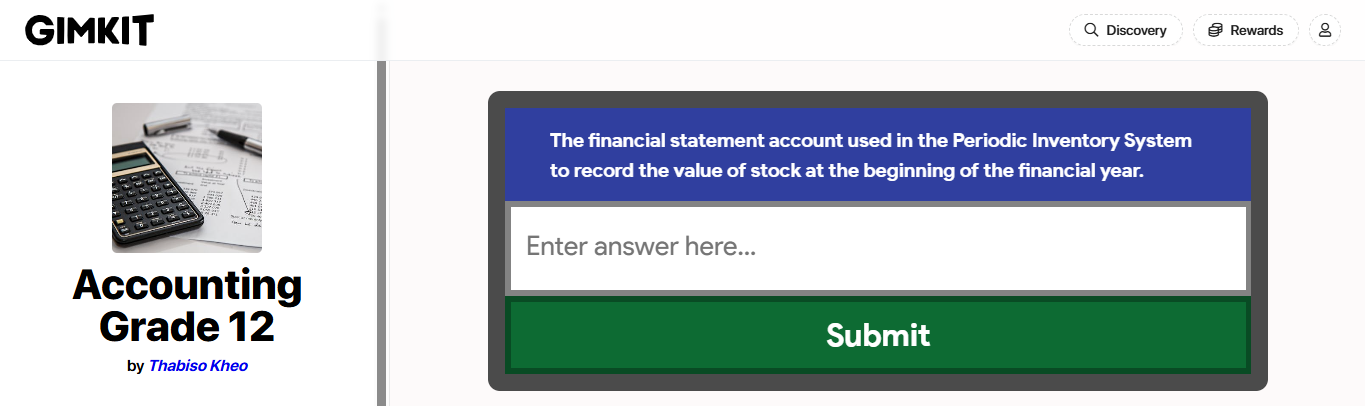 GIMKIT
Discovery
Rewards
Accounting
Grade 12
by Thabiso Kheo
The financial statement account used in the Periodic Inventory System
to record the value of stock at the beginning of the financial year.
Enter answer here...
Submit